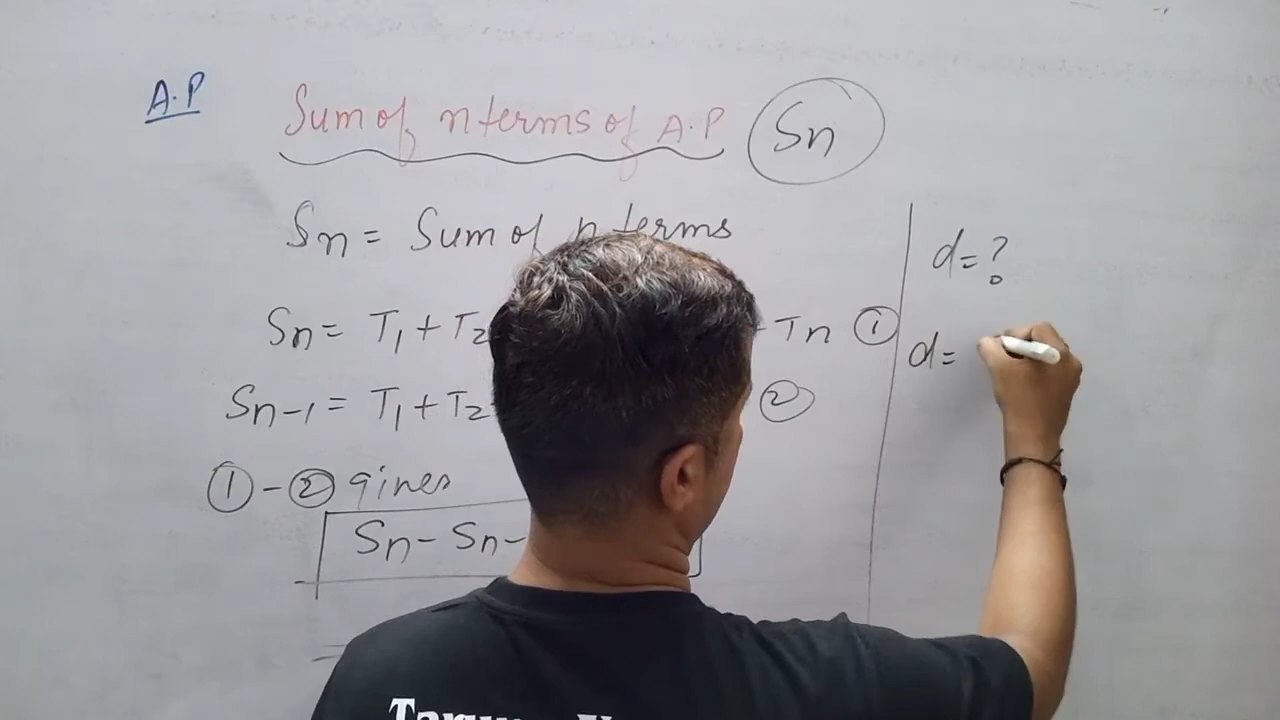 A.P
Sum of n terms of A.P Sn
Sn = Sum of n terms
Sn = T1 + T2 + Tn ①
Sn-1 = T1 + T2 ②
① - ② gives
Sn - Sn-
d = ?
d =